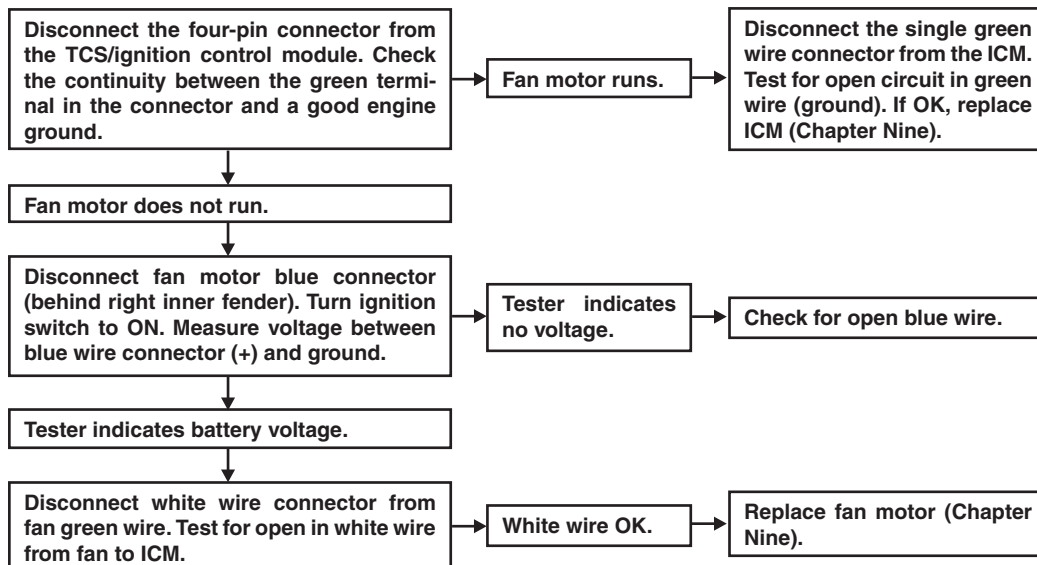 Disconnect the four-pin connector from
the TCS/ignition control module. Check
the continuity between the green termi-
nal in the connector and a good engine
ground.
Fan motor runs.
Disconnect the single green
wire connector from the ICM.
Test for open circuit in green
wire (ground). If OK, replace
ICM (Chapter Nine).
Fan motor does not run.
Disconnect fan motor blue connector
(behind right inner fender). Turn ignition
switch to ON. Measure voltage between
blue wire connector (+) and ground.
Tester indicates
no voltage.
Check for open blue wire.
Tester indicates battery voltage.
Disconnect white wire connector from
fan green wire. Test for open in white wire
from fan to ICM.
White wire OK.
Replace fan motor (Chapter
Nine).